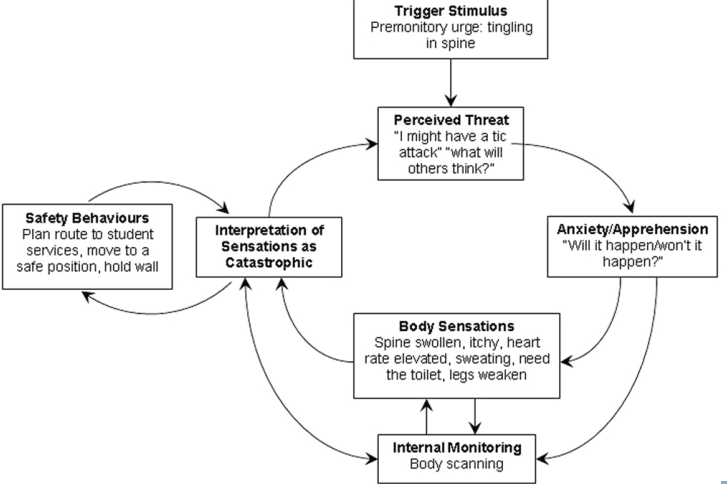 Trigger Stimulus
Premonitory urge: tingling
in spine
Perceived Threat
"I might have a tic
attack" "what will
others think?"
Safety Behaviours
Plan route to student
services, move to a
safe position, hold wall
Interpretation of
Sensations as
Catastrophic
Anxiety/Apprehension
"Will it happen/won't it
happen?"
Body Sensations
Spine swollen, itchy, heart
rate elevated, sweating, need
the toilet, legs weaken
Internal Monitoring
Body scanning